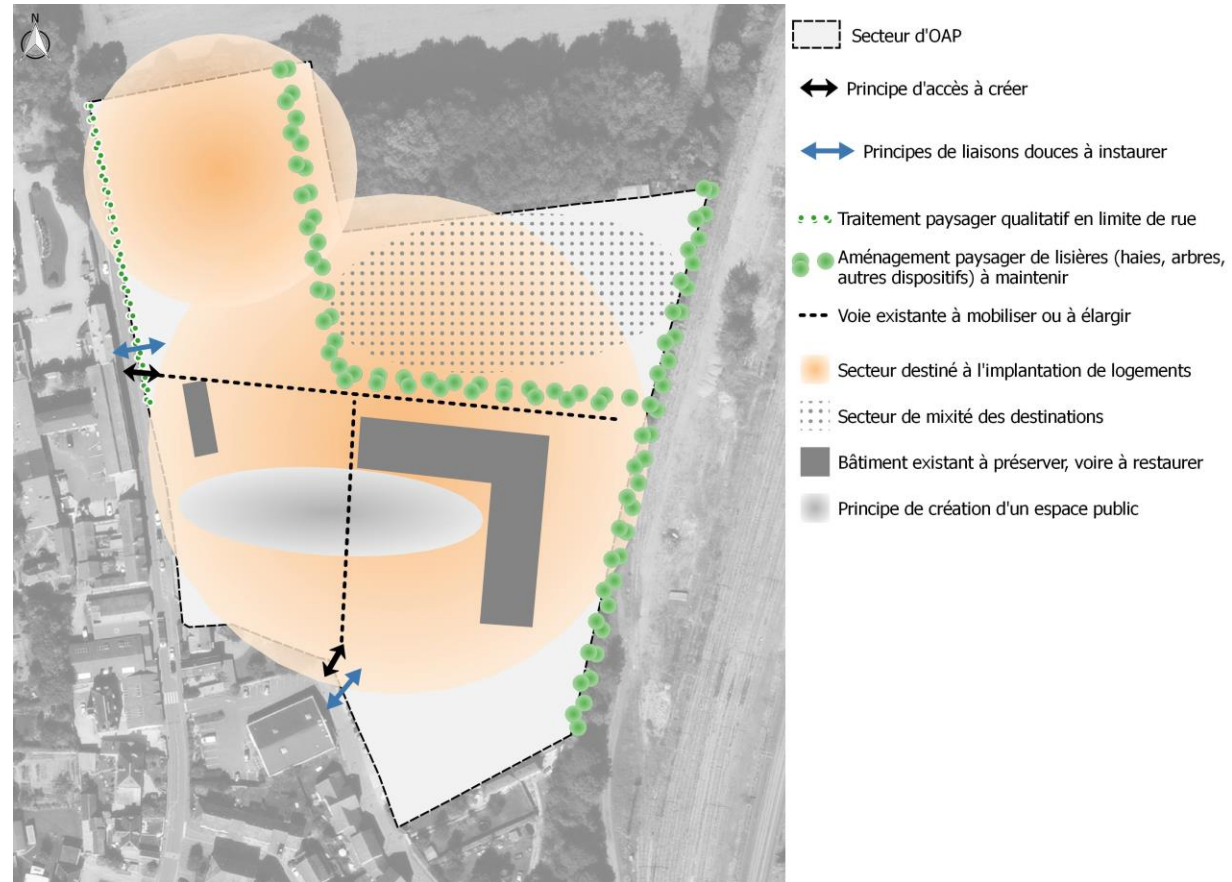 N
Secteur d'OAP
Principe d'accès à créer
Principes de liaisons douces à instaurer
Traitement paysager qualitatif en limite de rue
Aménagement paysager de lisières (haies, arbres,
autres dispositifs) à maintenir
Voie existante à mobiliser ou à élargir
Secteur destiné à l'implantation de logements
Secteur de mixité des destinations
Bâtiment existant à préserver, voire à restaurer
Principe de création d'un espace public